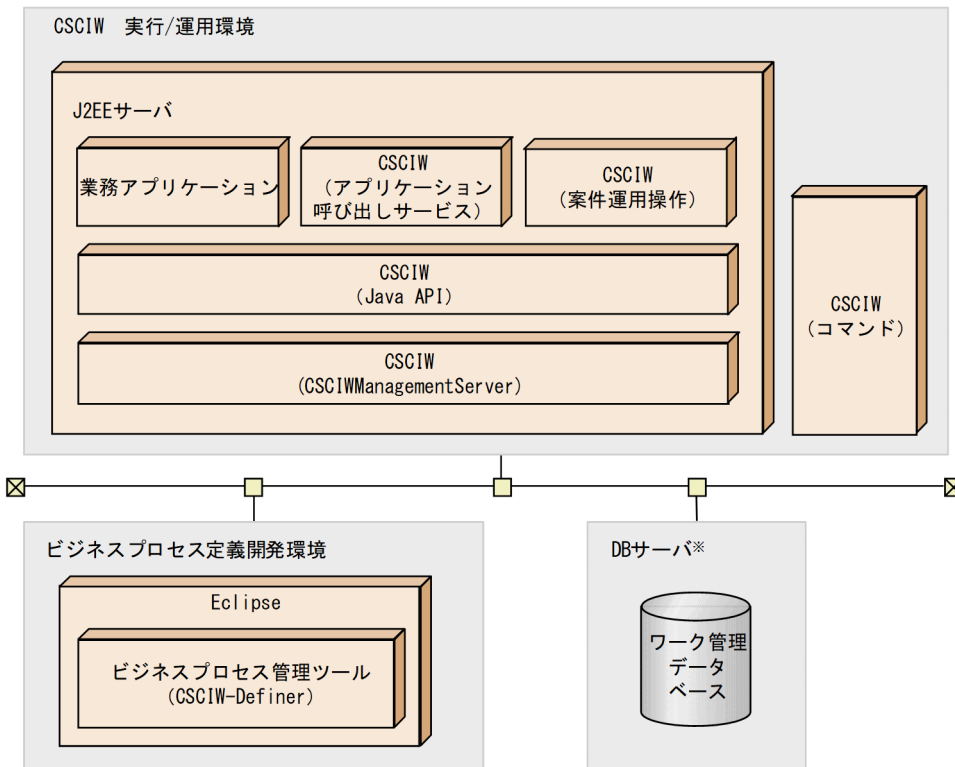 CSCIW 実行/運用環境
J2EEサーバ
業務アプリケーション
CSCIW
(アプリケーション
呼び出しサービス)
CSCIW
(案件運用操作)
CSCIW
(Java API)
CSCIW
(CSCIWManagementServer)
CSCIW
(コマンド)
ビジネスプロセス定義開発環境
Eclipse
ビジネスプロセス管理ツール
(CSCIW-Definer)
DBサーバ※
ワーク管理
データ
ベース